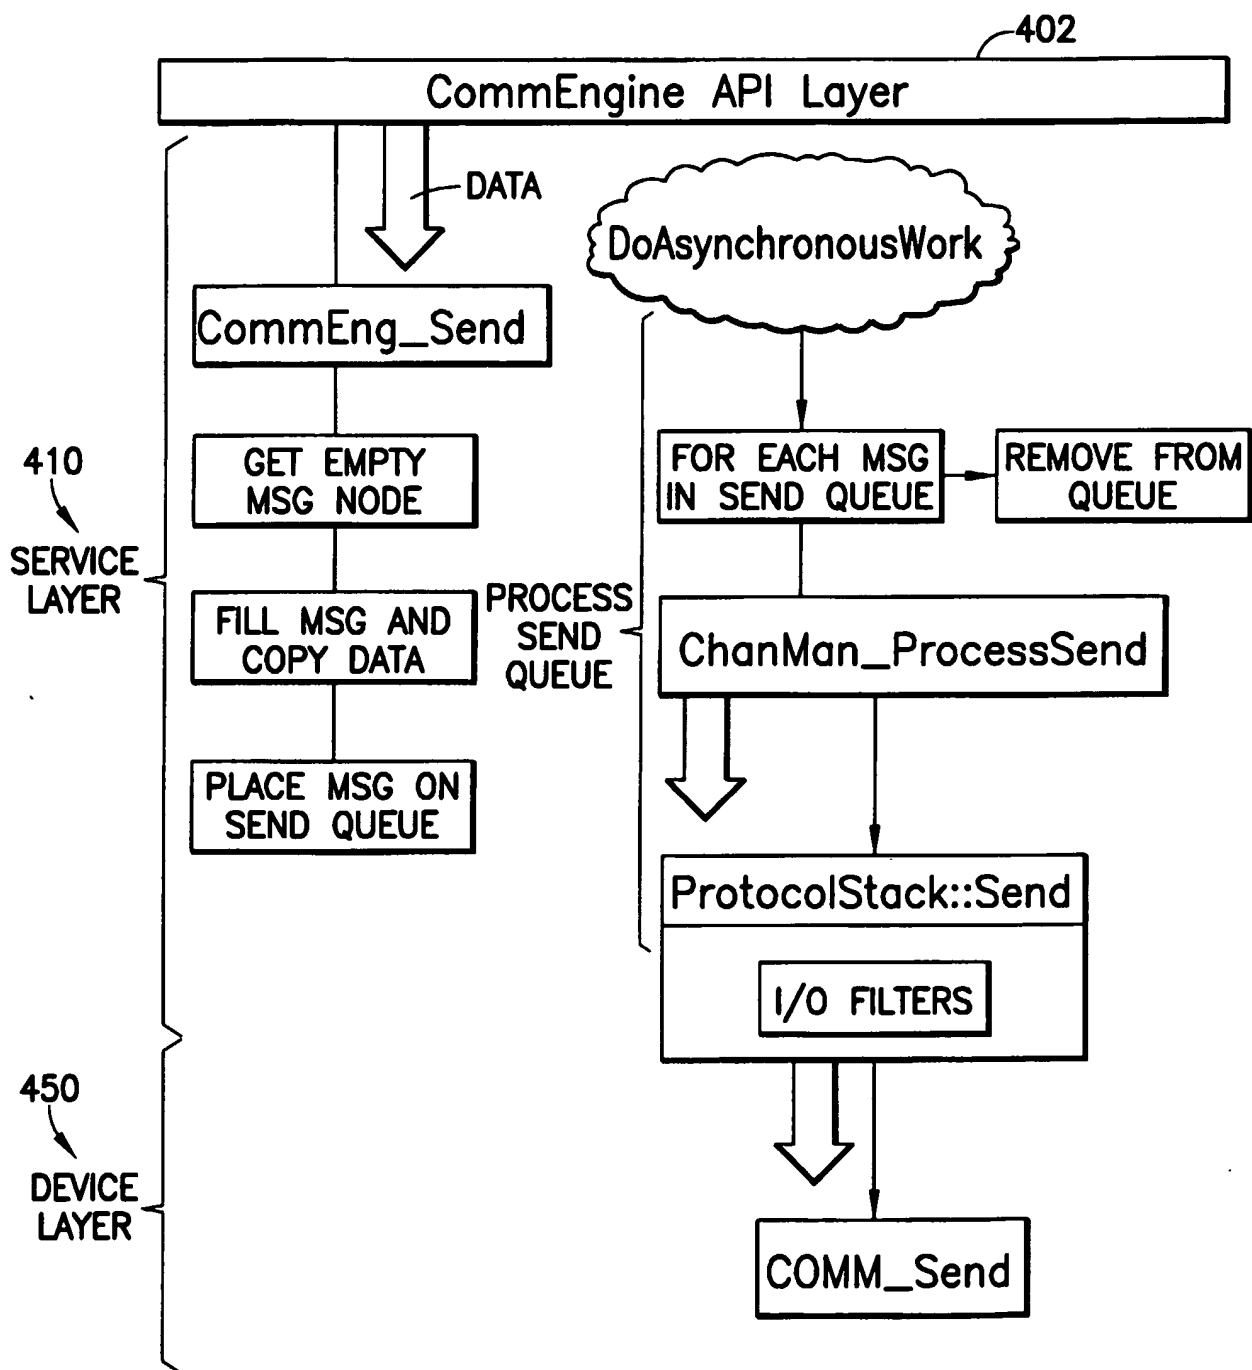 402
CommEngine API Layer
DATA
DoAsynchronousWork
CommEng_Send
410
SERVICE
LAYER
GET EMPTY
MSG NODE
FOR EACH MSG
IN SEND QUEUE
REMOVE FROM
QUEUE
FILL MSG AND
COPY DATA
PROCESS
SEND
QUEUE
ChanMan_ProcessSend
PLACE MSG ON
SEND QUEUE
ProtocolStack::Send
I/O FILTERS
450
DEVICE
LAYER
COMM_Send